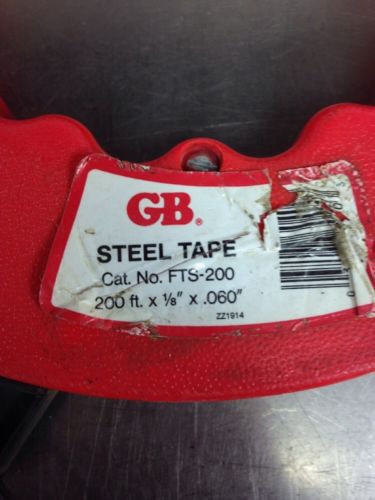 GB®
STEEL TAPE
Cat. No. FTS-200
200 ft. x 1/8" x .060"
ZZ1914